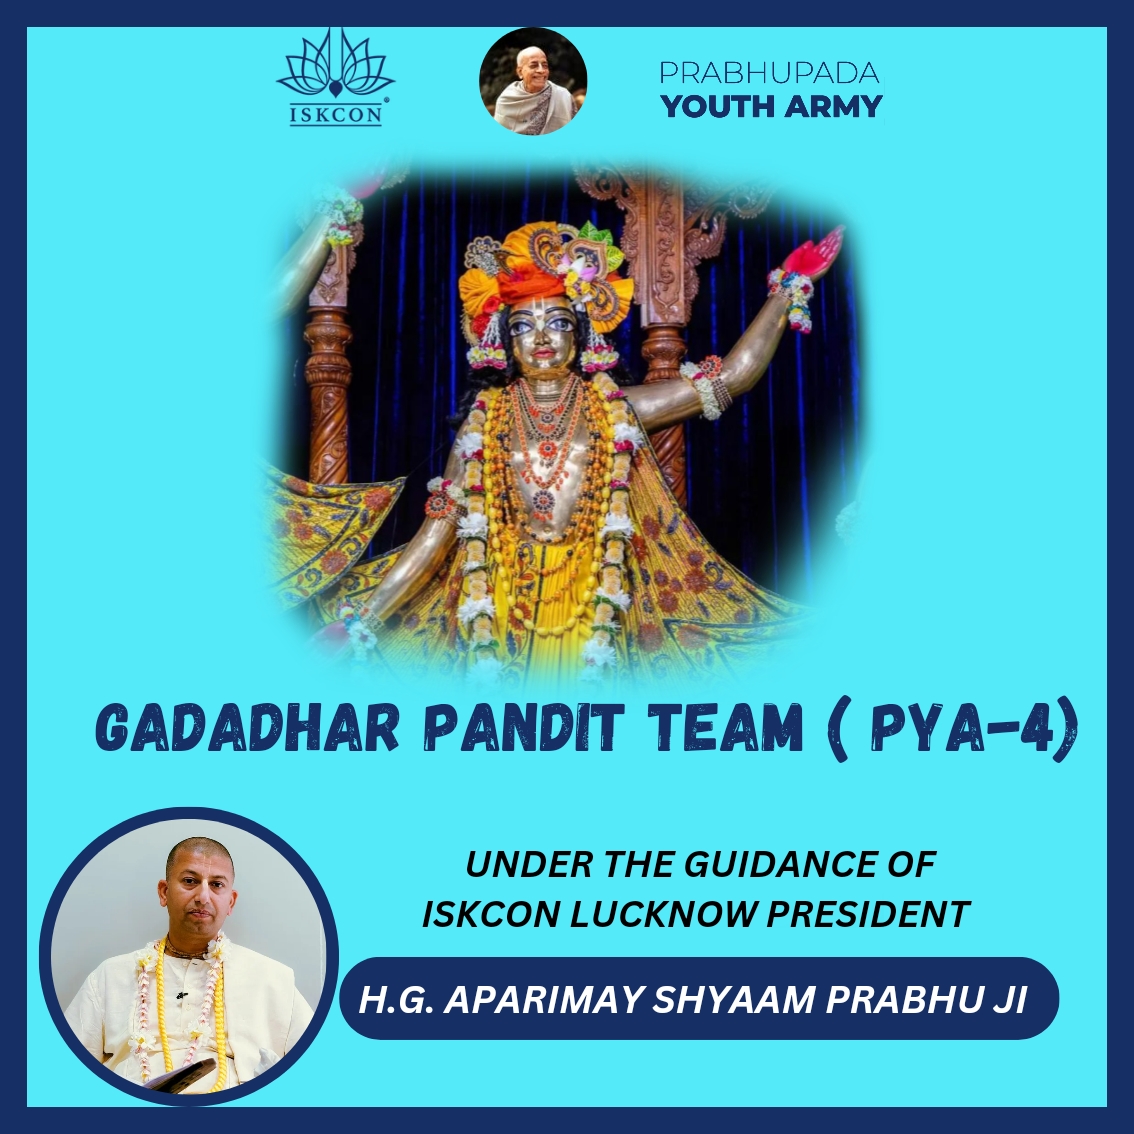 ISKCON®
PRABHUPADA
YOUTH ARMY
GADADHAR PANDIT TEAM ( PYA-4)
UNDER THE GUIDANCE OF
ISKCON LUCKNOW PRESIDENT
H.G. APARIMAY SHYAAM PRABHU JI